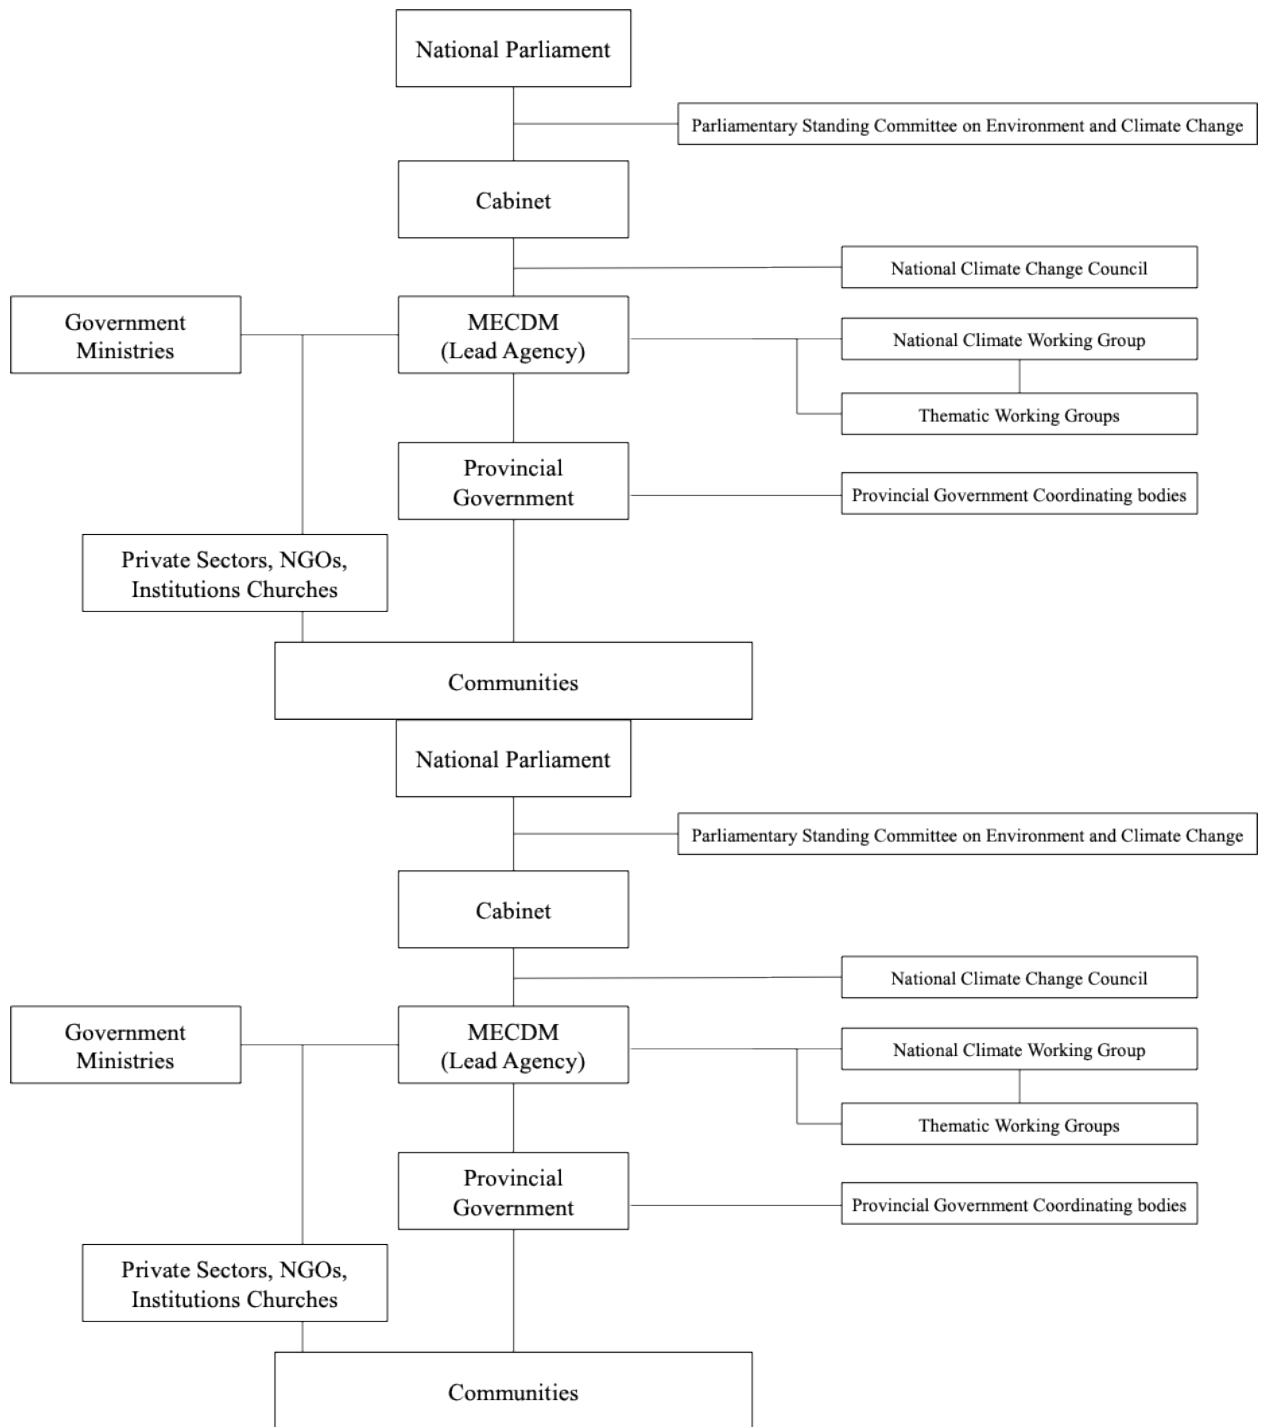 National Parliament
Parliamentary Standing Committee on Environment and Climate Change
Cabinet
National Climate Change Council
Government
Ministries
MECDM
(Lead Agency)
National Climate Working Group
Thematic Working Groups
Provincial
Government
Provincial Government Coordinating bodies
Private Sectors, NGOs,
Institutions Churches
Communities
National Parliament
Parliamentary Standing Committee on Environment and Climate Change
Cabinet
National Climate Change Council
Government
Ministries
MECDM
(Lead Agency)
National Climate Working Group
Thematic Working Groups
Provincial
Government
Provincial Government Coordinating bodies
Private Sectors, NGOs,
Institutions Churches
Communities